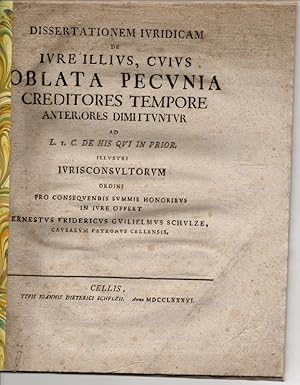 DISSERTATIONEM IVRIDICAM
DE
IVRE ILLIVS, CVIVS
OBLATA PECVNIA
CREDITORES TEMPORE
ANTERIORES DIMITTVNTVR
AD
L. 1. C. DE HIS QVI IN PRIOR.
ILLVSTRI
IVRISCONSVLTORVM
ORDINI
PRO CONSEQVENDIS SVMMIS HONORIBVS
IN IVRE OFFERT
ERNESTVS FRIDERICVS GVILIELMVS SCHVLZE,
CAVSARVM PATRONVS CELLENSIS.
CELLIS,
TYPIS IOANNIS DIETERICI SCHVLZII. Anno MDCCLXXXVI.